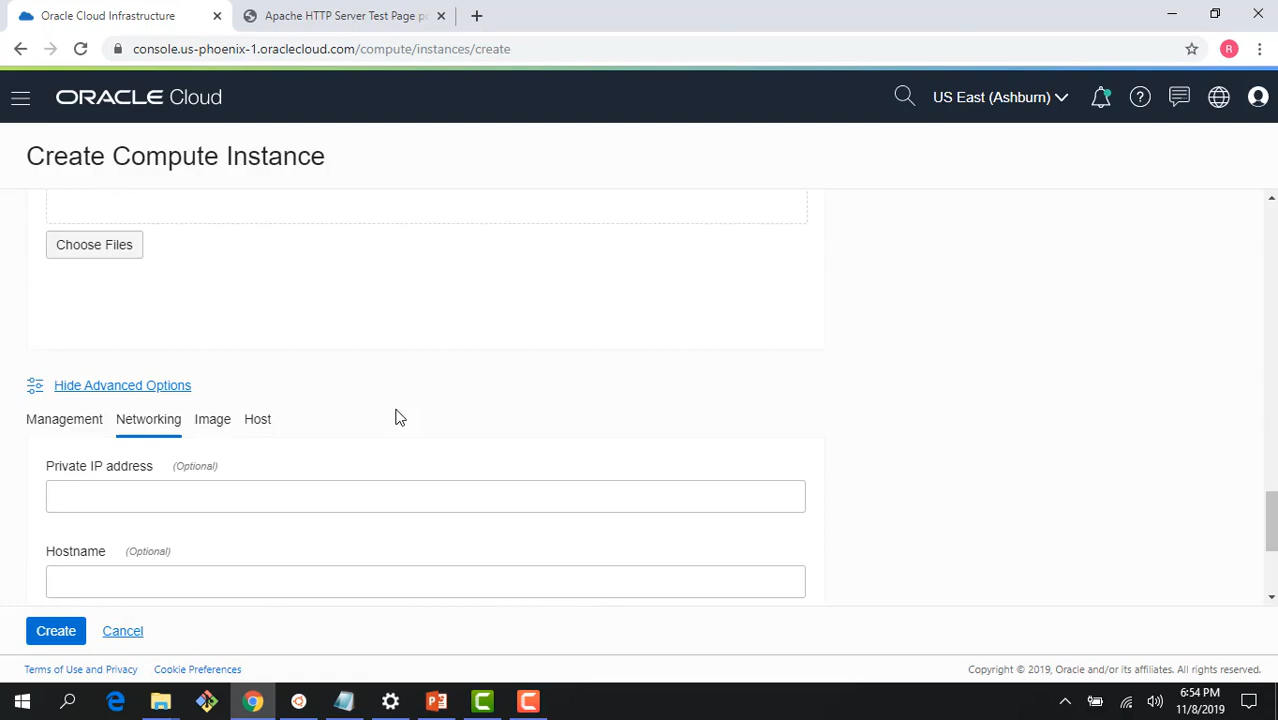 Oracle Cloud Infrastructure
Apache HTTP Server Test Page po
console.us-phoenix-1.oraclecloud.com/compute/instances/create
R
ORACLE Cloud
US East (Ashburn)
Create Compute Instance
Choose Files
Hide Advanced Options
Management Networking Image Host
Private IP address (Optional)
Hostname (Optional)
Create Cancel
Terms of Use and Privacy Cookie Preferences
Copyright © 2019, Oracle and/or its affiliates. All rights reserved.
6:54 PM
11/8/2019